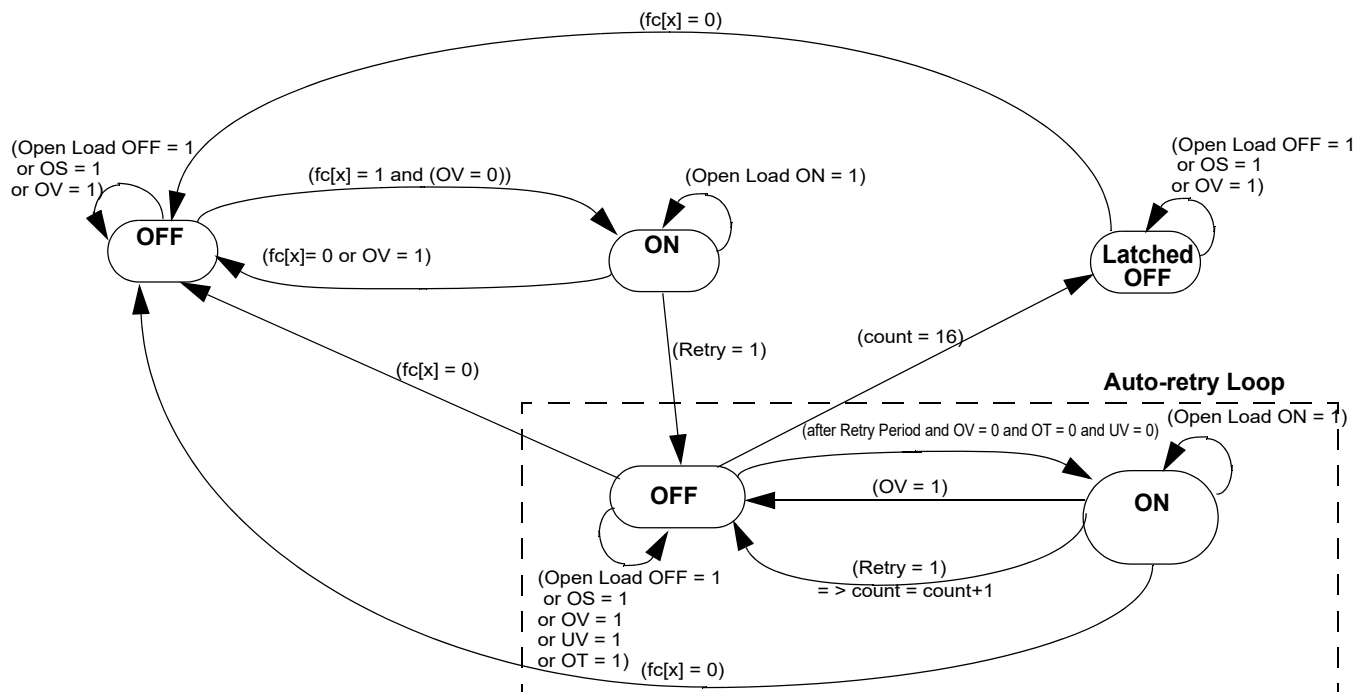 (fc[x] = 0)
(Open Load OFF = 1
or OS = 1
or OV = 1)
(fc[x] = 1 and (OV = 0))
(Open Load ON = 1)
(Open Load OFF = 1
or OS = 1
or OV = 1)
OFF
ON
Latched
OFF
(fc[x]= 0 or OV = 1)
(Retry = 1)
(count = 16)
(fc[x] = 0)
Auto-retry Loop
(after Retry Period and OV = 0 and OT = 0 and UV = 0)
(Open Load ON = 1)
OFF
(OV = 1)
ON
(Retry = 1)
= > count = count+1
(Open Load OFF = 1
or OS = 1
or OV = 1
or UV = 1
or OT = 1)
(fc[x] = 0)